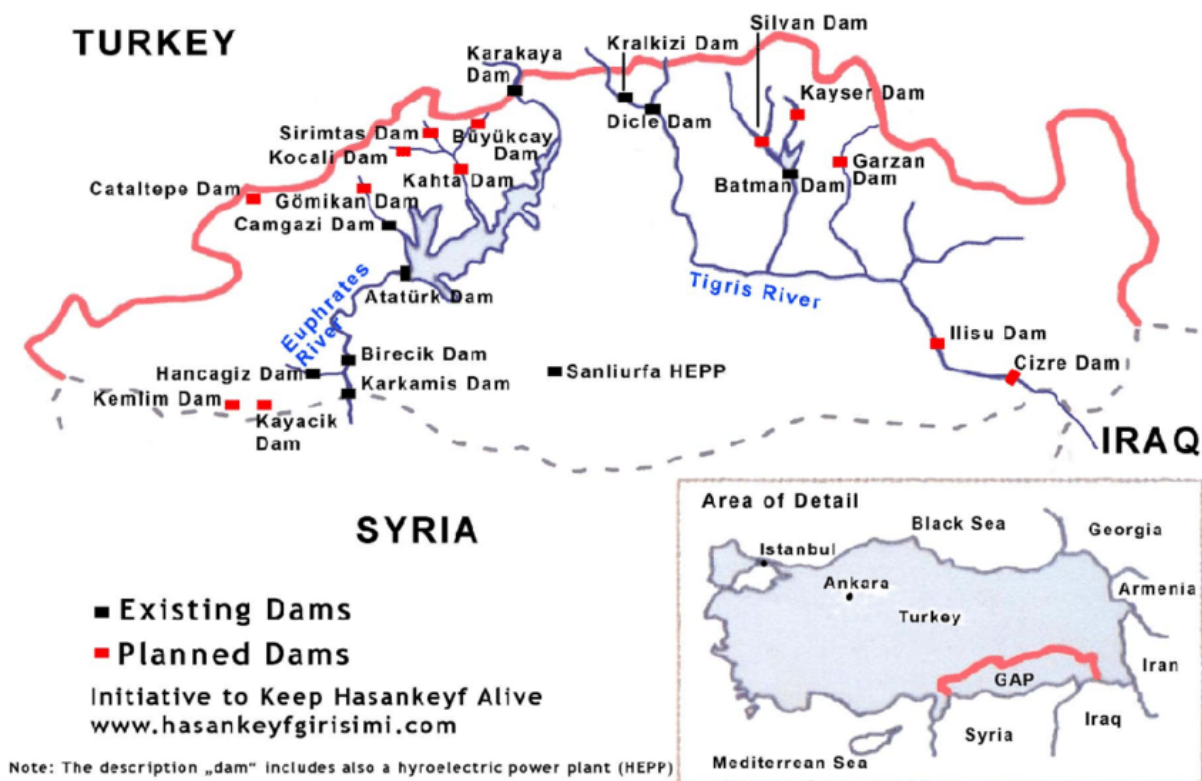 TURKEY
Silvan Dam
Kralkizi Dam
Karakaya
Dam
Kayser Dam
Dicle Dam
Sirimtas Dam
Büyükcay
Dam
Kocali Dam
Garzan
Dam
Kahta Dam
Batman Dam
Cataltepe Dam
Gömikan Dam
Camgazi Dam
Euphrates
River
Atatürk Dam
Tigris River
Ilisu Dam
Birecik Dam
Hancagiz Dam
Sanliurfa HEPP
Cizre Dam
Karkamis Dam
Kemlim Dam
Kayacik
Dam
IRAQ
SYRIA
Area of Detail
Black Sea
Georgia
Istanbul
Ankara
Armenia
Turkey
Iran
GAP
Iraq
Syria
Mediterrean Sea
Existing Dams
Planned Dams
Initiative to Keep Hasankeyf Alive
www.hasankeyfgirisimi.com
Note: The description „dam“ includes also a hyroelectric power plant (HEPP)